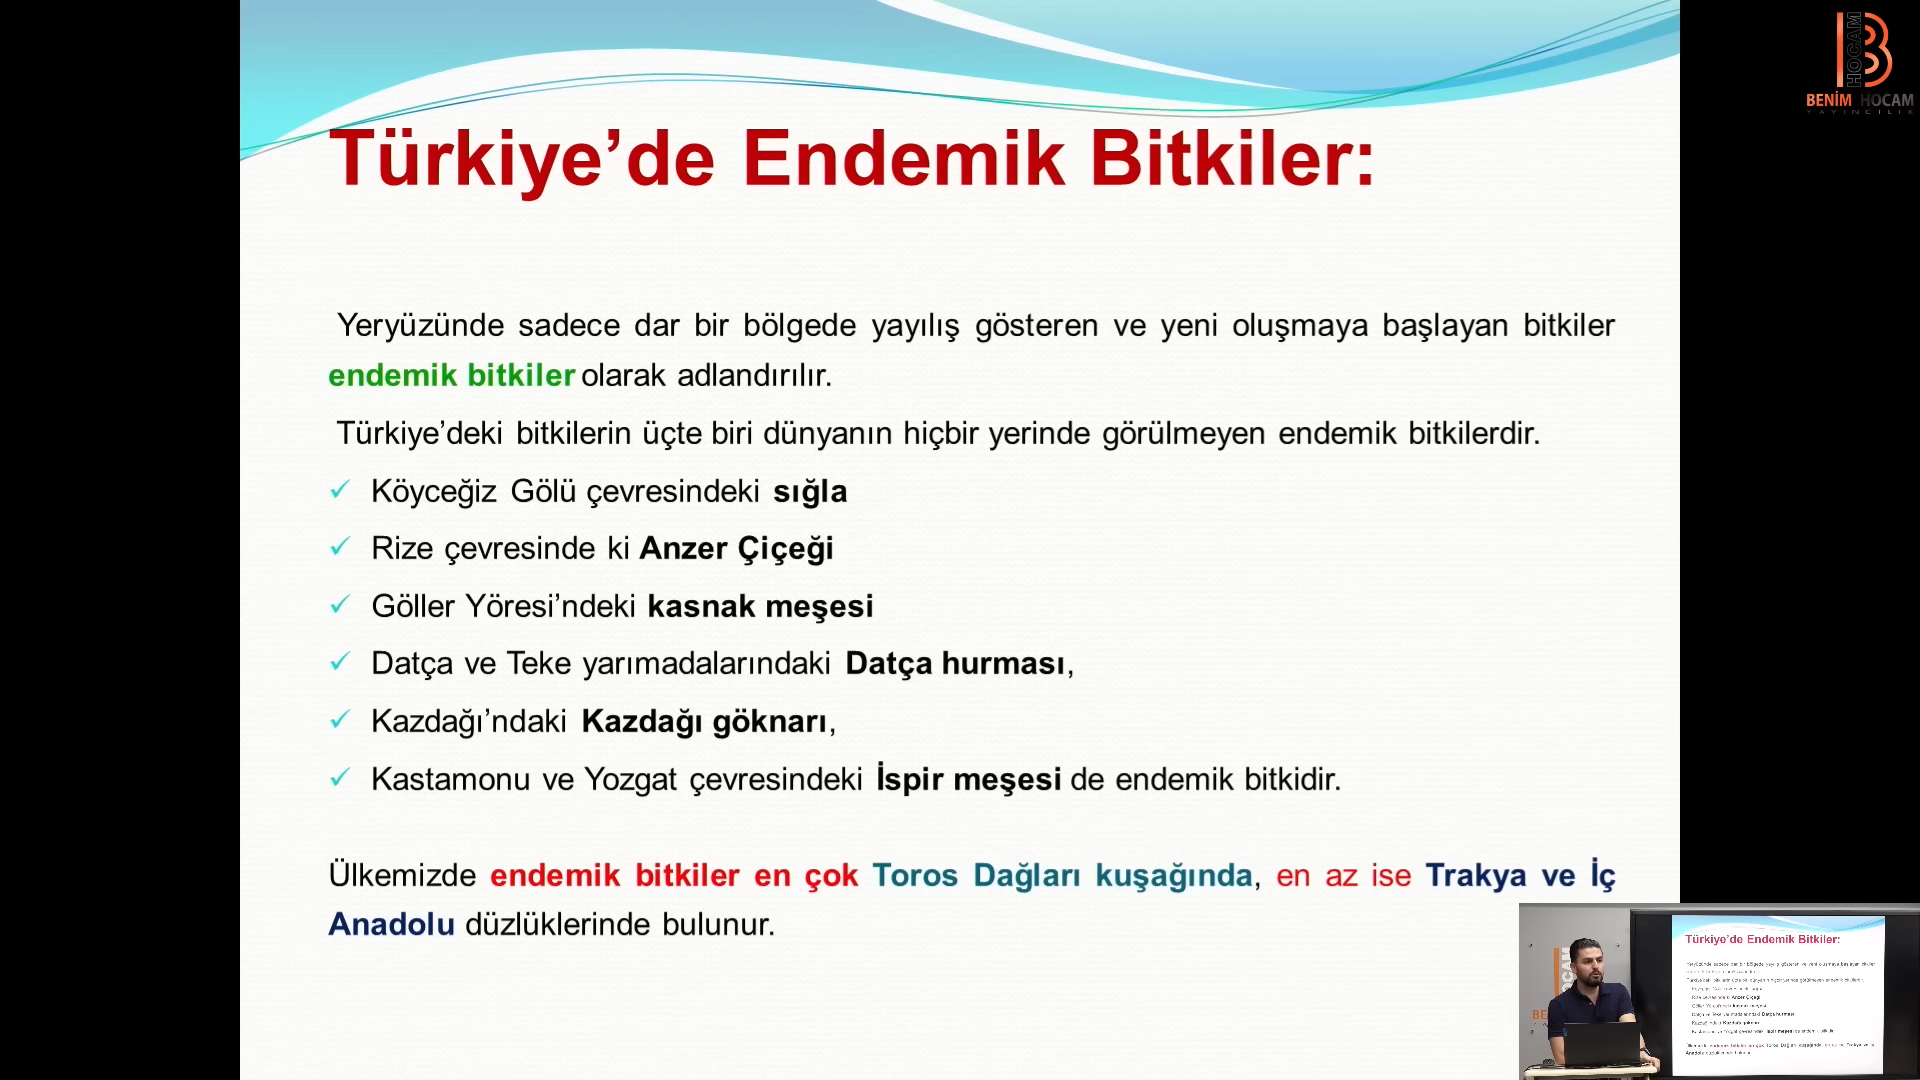 HOCAM
BENİM HOCAM
YAYINCILIK
Türkiye’de Endemik Bitkiler:
Yeryüzünde sadece dar bir bölgede yayılış gösteren ve yeni oluşmaya başlayan bitkiler
endemik bitkiler olarak adlandırılır.
Türkiye’deki bitkilerin üçte biri dünyanın hiçbir yerinde görülmeyen endemik bitkilerdir.
✓ Köyceğiz Gölü çevresindeki sığla
✓ Rize çevresinde ki Anzer Çiçeği
✓ Göller Yöresi’ndeki kasnak meşesi
✓ Datça ve Teke yarımadalarındaki Datça hurması,
✓ Kazdağı’ndaki Kazdağı göknarı,
✓ Kastamonu ve Yozgat çevresindeki İspir meşesi de endemik bitkidir.
Ülkemizde endemik bitkiler en çok Toros Dağları kuşağında, en az ise Trakya ve İç
Anadolu düzlüklerinde bulunur.
Türkiye’de Endemik Bitkiler: